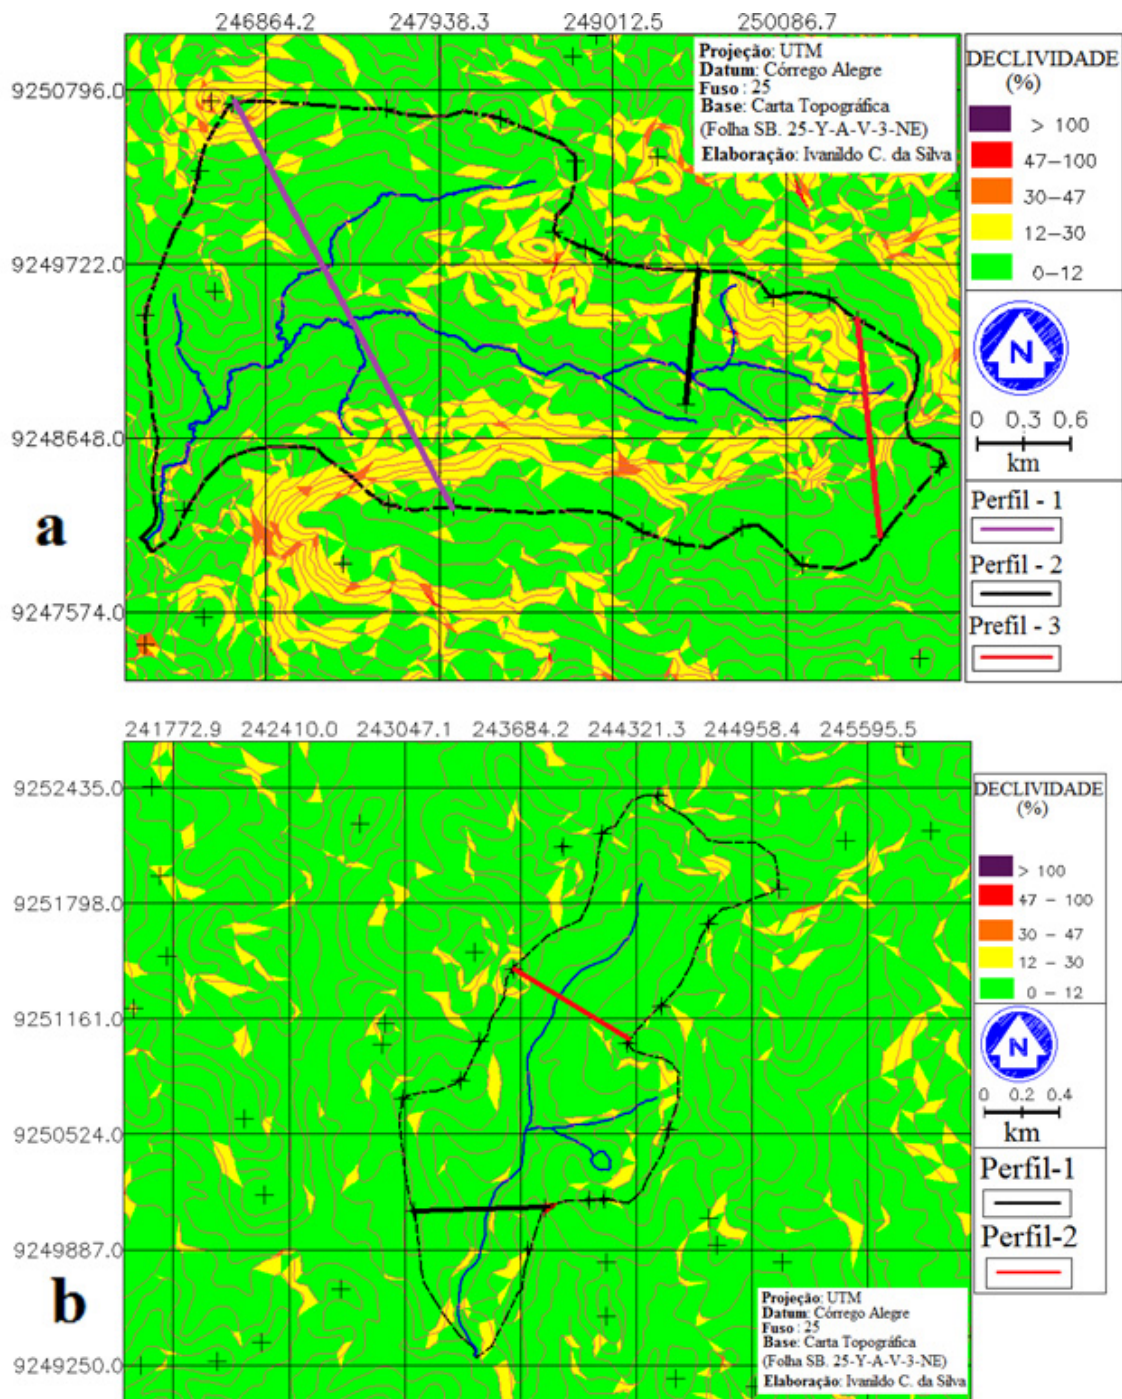 246864.2 247938.3 249012.5 250086.7
9250796.0
9249722.0
9248648.0
9247574.0
Projeção: UTM
Datum: Córrego Alegre
Fuso : 25
Base: Carta Topográfica
(Folha SB. 25-Y-A-V-3-NE)
Elaboração: Ivanildo C. da Silva
DECLIVIDADE
(%)
> 100
47-100
30-47
12-30
0-12
N
0 0.3 0.6
km
Perfil - 1
Perfil - 2
Prefil - 3
a
241772.9 242410.0 243047.1 243684.2 244321.3 244958.4 245595.5
9252435.0
9251798.0
9251161.0
9250524.0
9249887.0
9249250.0
DECLIVIDADE
(%)
> 100
47 - 100
30 - 47
12 - 30
0 - 12
N
0 0.2 0.4
km
Perfil-1
Perfil-2
b
Projeção: UTM
Datum: Córrego Alegre
Fuso : 25
Base: Carta Topográfica
(Folha SB. 25-Y-A-V-3-NE)
Elaboração: Ivanildo C. da Silva